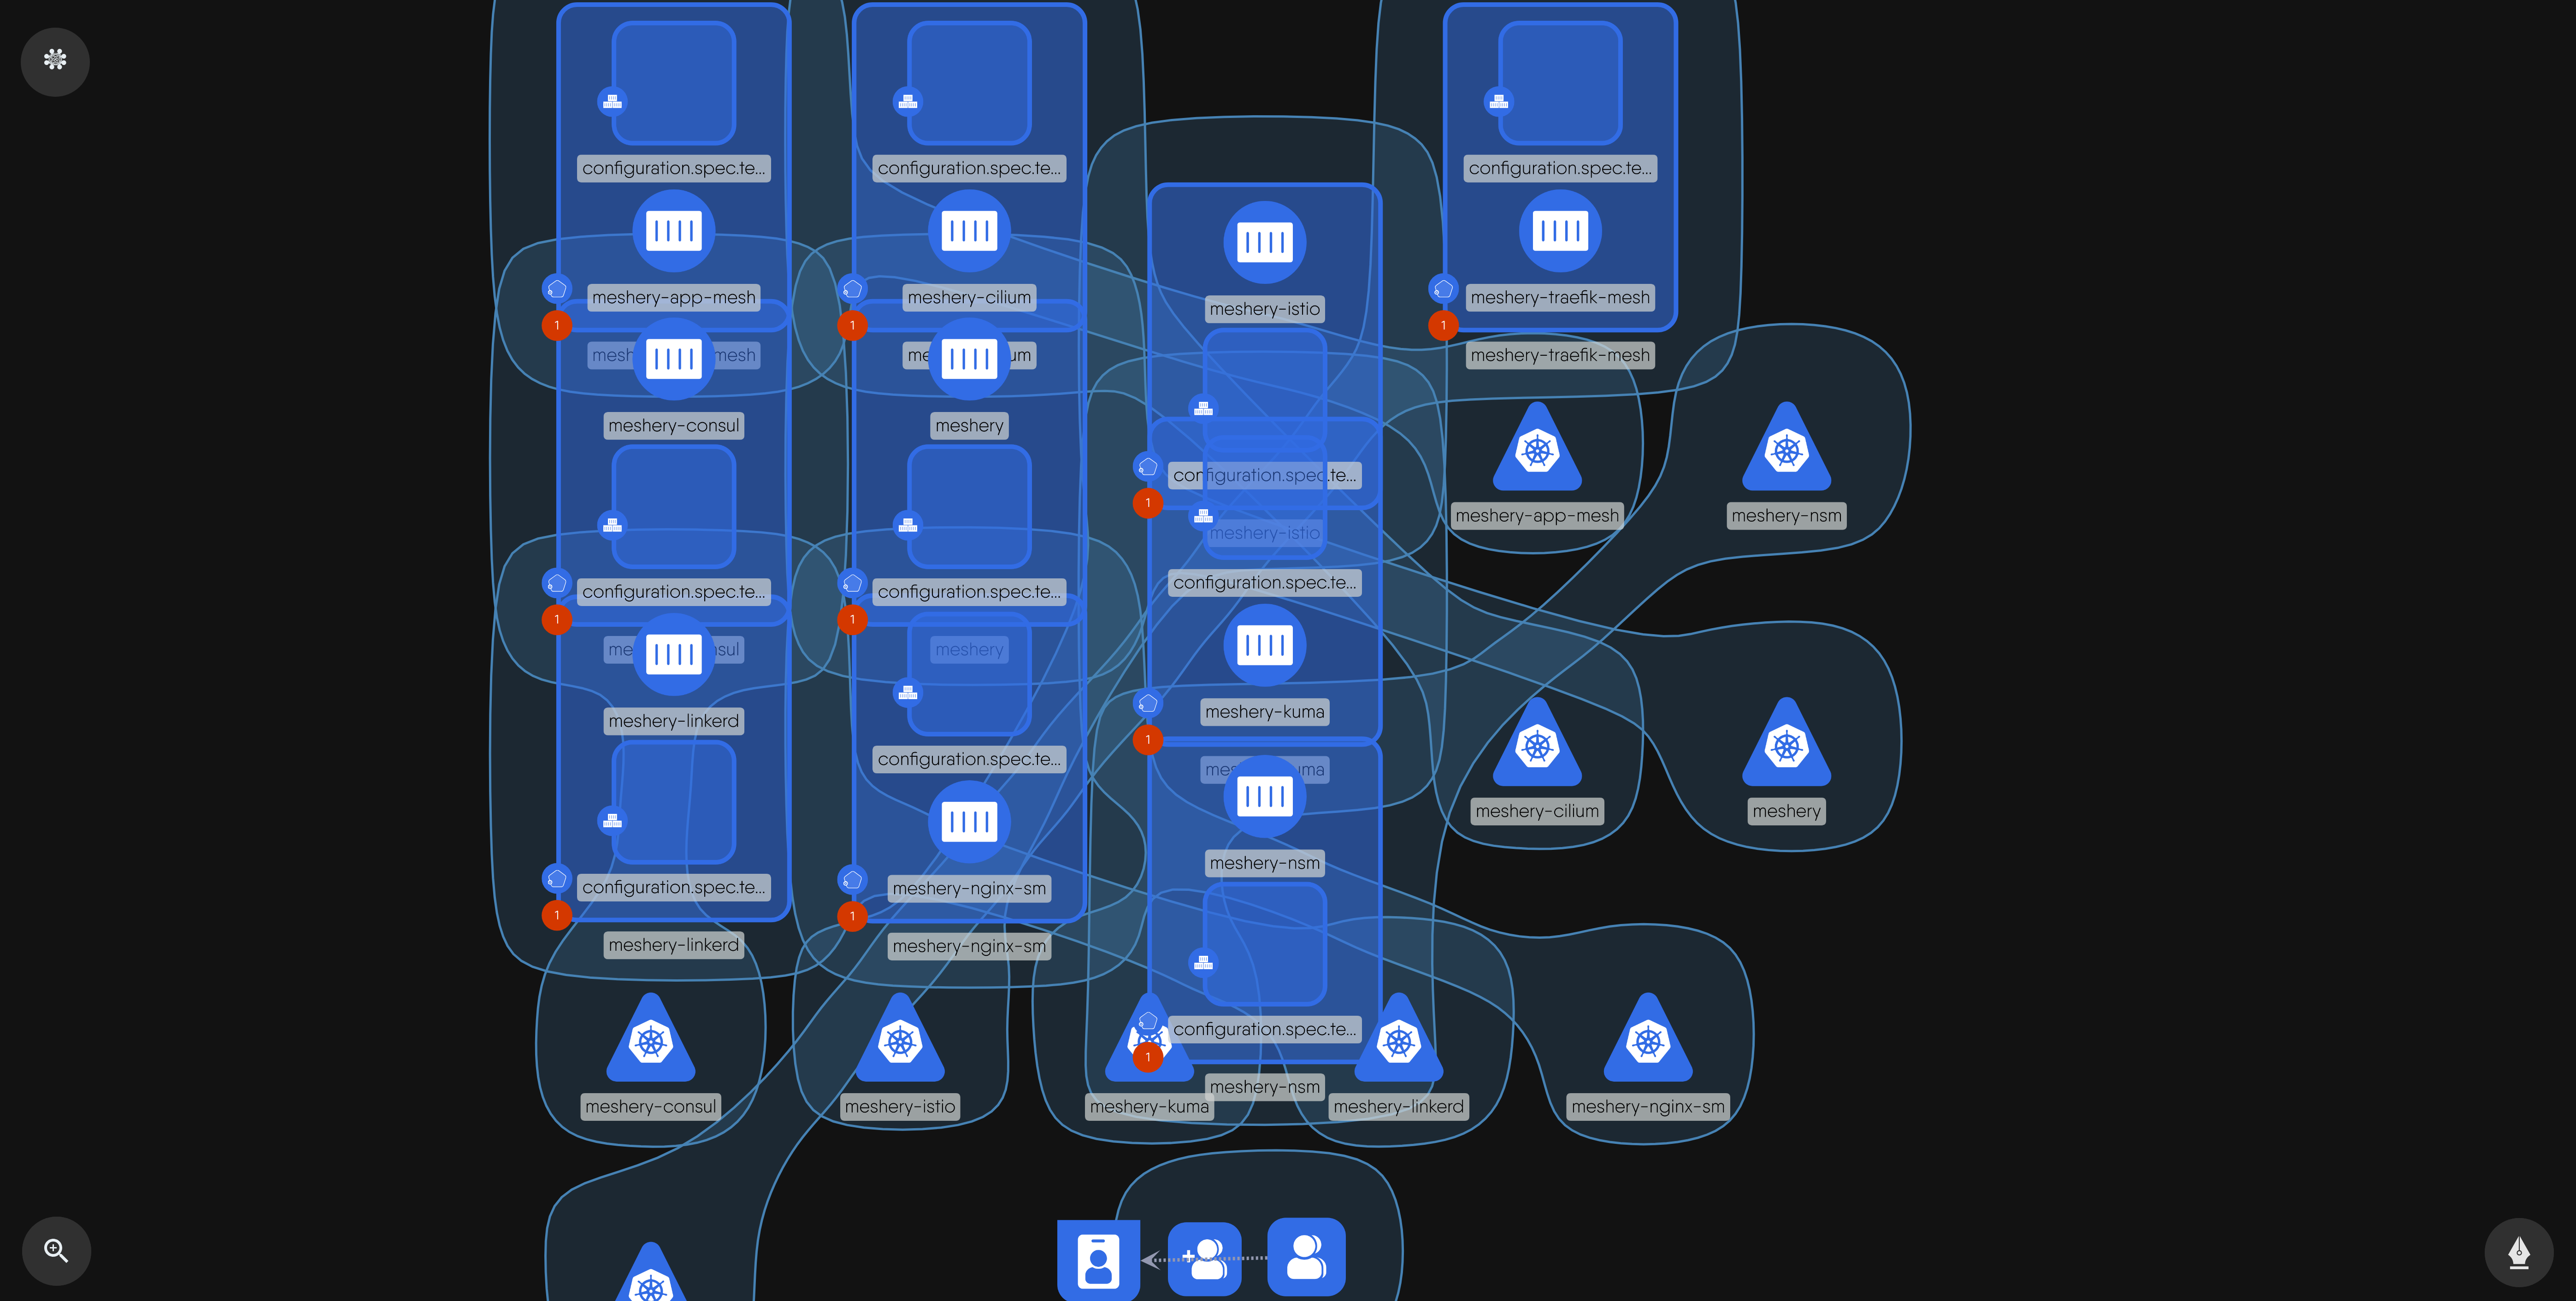 configuration.spec.te...
configuration.spec.te...
configuration.spec.te...
meshery-app-mesh
meshery-cilium
meshery-istio
meshery-traefik-mesh
1
1
1
mesh mesh
me um
meshery-traefik-mesh
meshery-consul
meshery
configuration.spec.te...
1
meshery-app-mesh
meshery-nsm
meshery-istio
configuration.spec.te...
configuration.spec.te...
configuration.spec.te...
1
1
me sul
meshery
meshery-linkerd
meshery-kuma
1
configuration.spec.te...
mes uma
meshery-cilium
meshery
meshery-nsm
configuration.spec.te...
meshery-nginx-sm
1
1
meshery-linkerd
meshery-nginx-sm
configuration.spec.te...
1
meshery-nsm
meshery-consul
meshery-istio
meshery-kuma
meshery-linkerd
meshery-nginx-sm